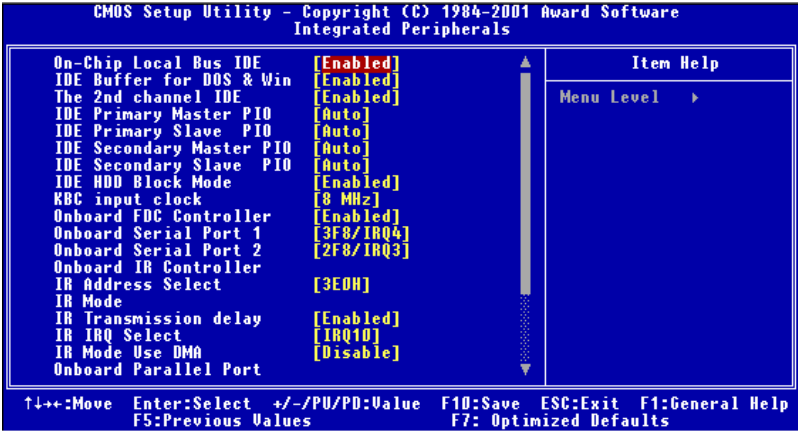 CMOS Setup Utility - Copyright (C) 1984-2001 Award Software
Integrated Peripherals
On-Chip Local Bus IDE [Enabled]
IDE Buffer for DOS & Win [Enabled]
The 2nd channel IDE [Enabled]
IDE Primary Master PIO [Auto]
IDE Primary Slave PIO [Auto]
IDE Secondary Master PIO [Auto]
IDE Secondary Slave PIO [Auto]
IDE HDD Block Mode [Enabled]
KBC input clock [8 MHz]
Onboard FDC Controller [Enabled]
Onboard Serial Port 1 [3F8/IRQ4]
Onboard Serial Port 2 [2F8/IRQ3]
Onboard IR Controller
IR Address Select [3E0H]
IR Mode
IR Transmission delay [Enabled]
IR IRQ Select [IRQ10]
IR Mode Use DMA [Disable]
Onboard Parallel Port
Item Help
Menu Level ▸
↑↓→←:Move Enter:Select +/-/PU/PD:Value F10:Save ESC:Exit F1:General Help
F5:Previous Values F7: Optimized Defaults